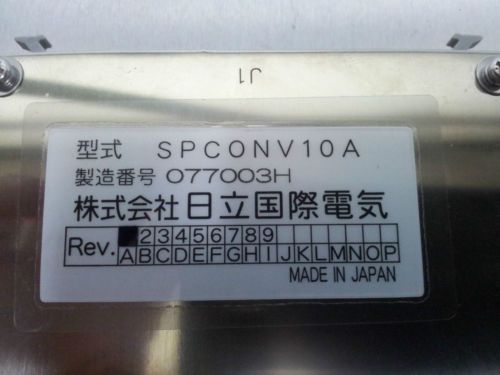 J1
型式 SPCONV10A
製造番号 077003H
株式会社 日立国際電気
Rev. ■23456789
ABCDEFGHIJKLMNOP
MADE IN JAPAN